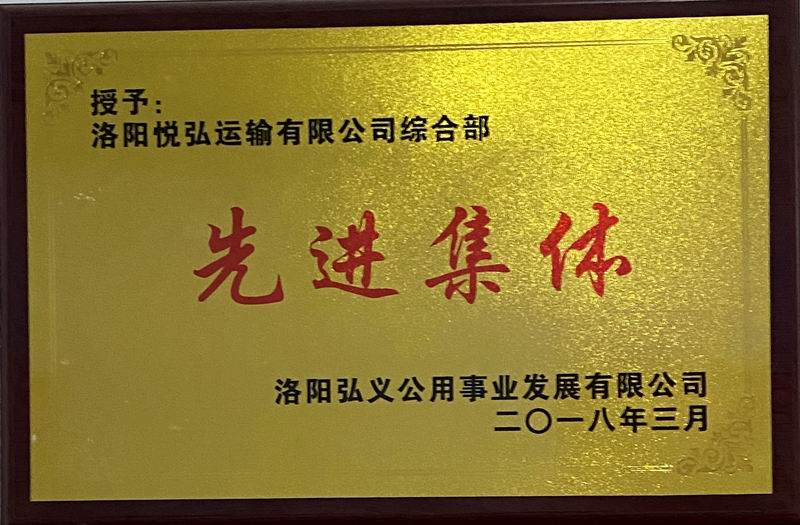 授予：
洛阳悦弘运输有限公司综合部
先进集体
洛阳弘义公用事业发展有限公司
二〇一八年三月